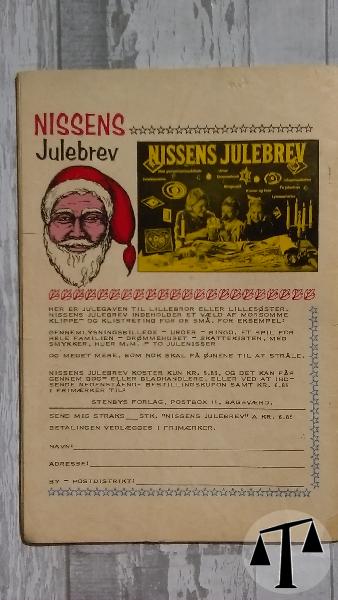 NISSENS
Julebrev
NISSENS JULEBREV
HER ER JULEGAVEN TIL LILLEBROR ELLER LILLESØSTER.
NISSENS JULEBREV INDEHOLDER ET VÆLD AF MORSOMME
KLIPPE- OG KLISTRETING FOR DE SMÅ. FOR EKSEMPEL:
GENNEMLYSNINGSBILLEDE - UROER - BINGO, ET SPIL FOR
HELE FAMILIEN - DRØMMEHUSET - SKATTEKISTEN, MED
SMYKKER, HUER M.M. TO JULENISSER
OG MEGET MERE, SOM NOK SKAL FÅ ØJNENE TIL AT STRÅLE.
NISSENS JULEBREV KOSTER KUN KR. 6.85, OG DET KAN FÅS
GENNEM BOG- ELLER BLADHANDLERE, ELLER VED AT IND-
SENDE NEDENSTÅENDE BESTILLINGSKUPON SAMT KR. 6.85
I FRIMÆRKER TIL:
STENBYS FORLAG, POSTBOX 11, BAGSVÆRD.
SEND MIG STRAKS ___ STK. "NISSENS JULEBREV" A KR. 6.85
BETALINGEN VEDLÆGGES I FRIMÆRKER.
NAVN:
ADRESSE:
BY - POSTDISTRIKT: